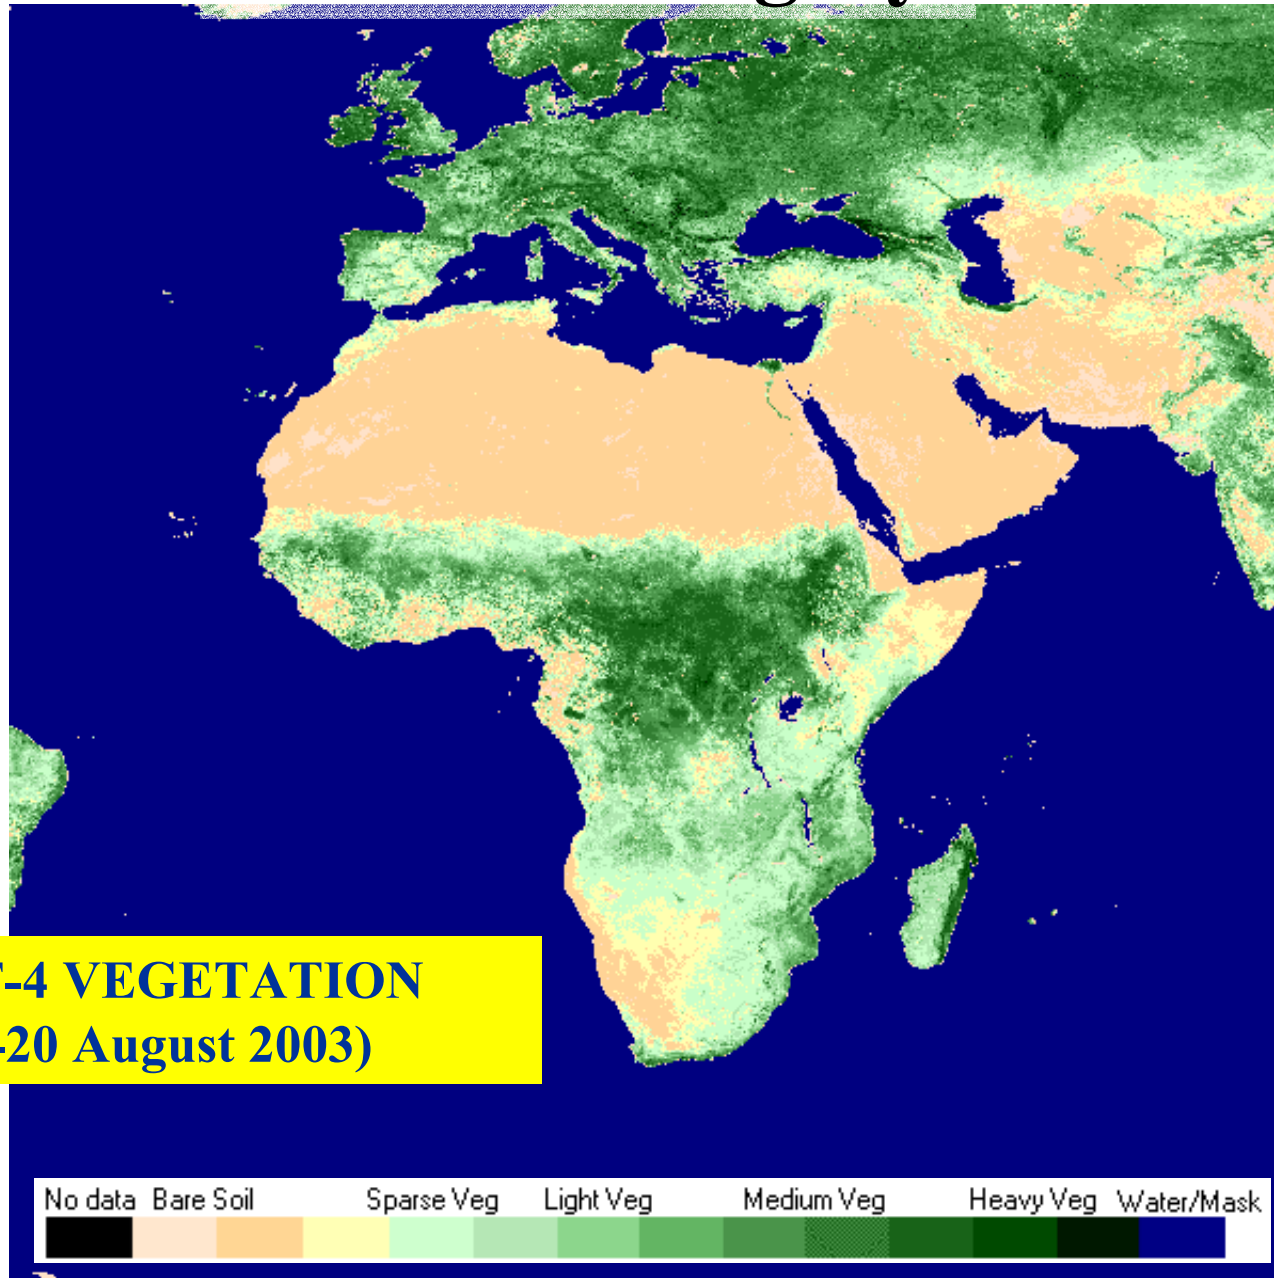 -4 VEGETATION
-20 August 2003)
No data Bare Soil Sparse Veg Light Veg Medium Veg Heavy Veg Water/Mask